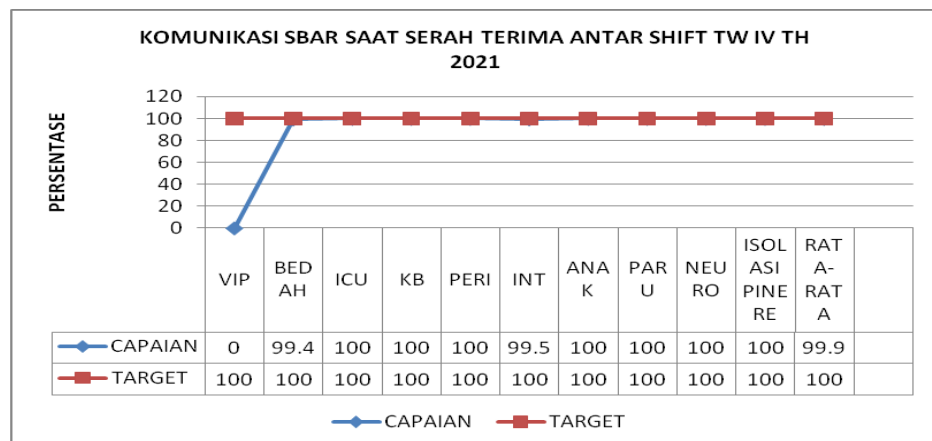 KOMUNIKASI SBAR SAAT SERAH TERIMA ANTAR SHIFT TW IV TH
2021
PERSENTASE
120
100
80
60
40
20
0
VIP BED AH ICU KB PERI INT ANA K PAR U NEU RO ISOL ASI PINE RE RAT A- RAT A
CAPAIAN 0 99.4 100 100 100 99.5 100 100 100 100 99.9
TARGET 100 100 100 100 100 100 100 100 100 100 100
CAPAIAN TARGET